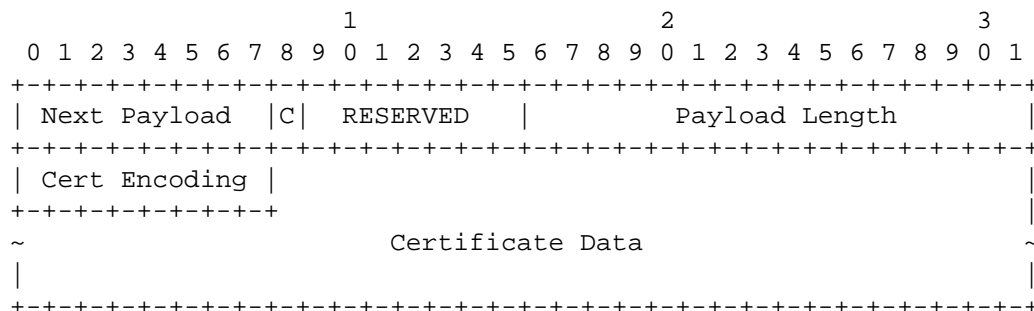 1                   2                   3
 0 1 2 3 4 5 6 7 8 9 0 1 2 3 4 5 6 7 8 9 0 1 2 3 4 5 6 7 8 9 0 1
+-+-+-+-+-+-+-+-+-+-+-+-+-+-+-+-+-+-+-+-+-+-+-+-+-+-+-+-+-+-+-+-+
| Next Payload  |C|  RESERVED   |         Payload Length        |
+-+-+-+-+-+-+-+-+-+-+-+-+-+-+-+-+-+-+-+-+-+-+-+-+-+-+-+-+-+-+-+-+
| Cert Encoding |                                               |
+-+-+-+-+-+-+-+-+                                               |
~                       Certificate Data                        ~
|                                                               |
+-+-+-+-+-+-+-+-+-+-+-+-+-+-+-+-+-+-+-+-+-+-+-+-+-+-+-+-+-+-+-+-+